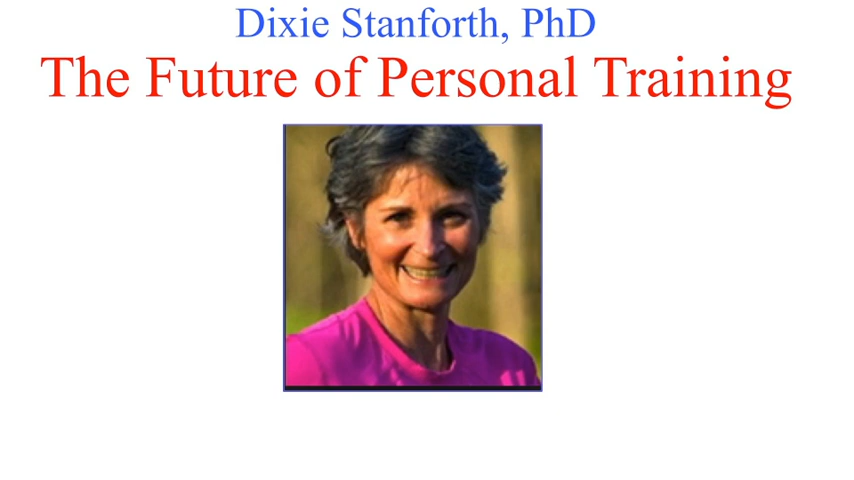 Dixie Stanforth, PhD
The Future of Personal Training